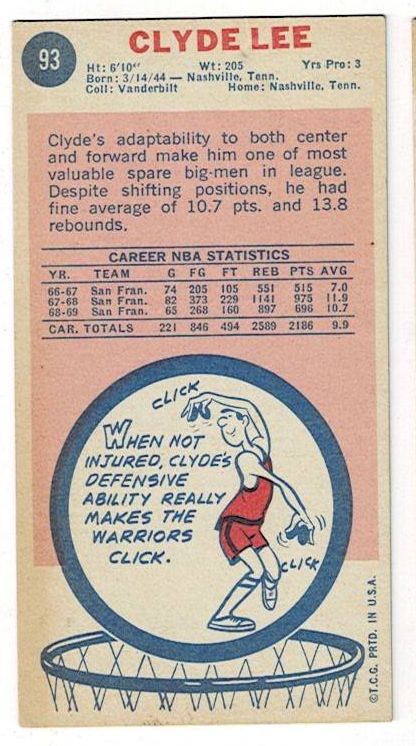 93
CLYDE LEE
Ht: 6'10" Wt: 205 Yrs Pro: 3
Born: 3/14/44 — Nashville, Tenn.
Coll: Vanderbilt Home: Nashville, Tenn.
Clyde's adaptability to both center
and forward make him one of most
valuable spare big-men in league.
Despite shifting positions, he had
fine average of 10.7 pts. and 13.8
rebounds.
CAREER NBA STATISTICS
YR. TEAM G FG FT REB PTS AVG
66-67 San Fran. 74 205 105 551 515 7.0
67-68 San Fran. 82 373 229 1141 975 11.9
68-69 San Fran. 65 268 160 897 696 10.7
CAR. TOTALS 221 846 494 2589 2186 9.9
CLICK
WHEN NOT
INJURED, CLYDE'S
DEFENSIVE
ABILITY REALLY
MAKES THE
WARRIORS
CLICK.
CLICK
©T.C.G. PRTD. IN U.S.A.